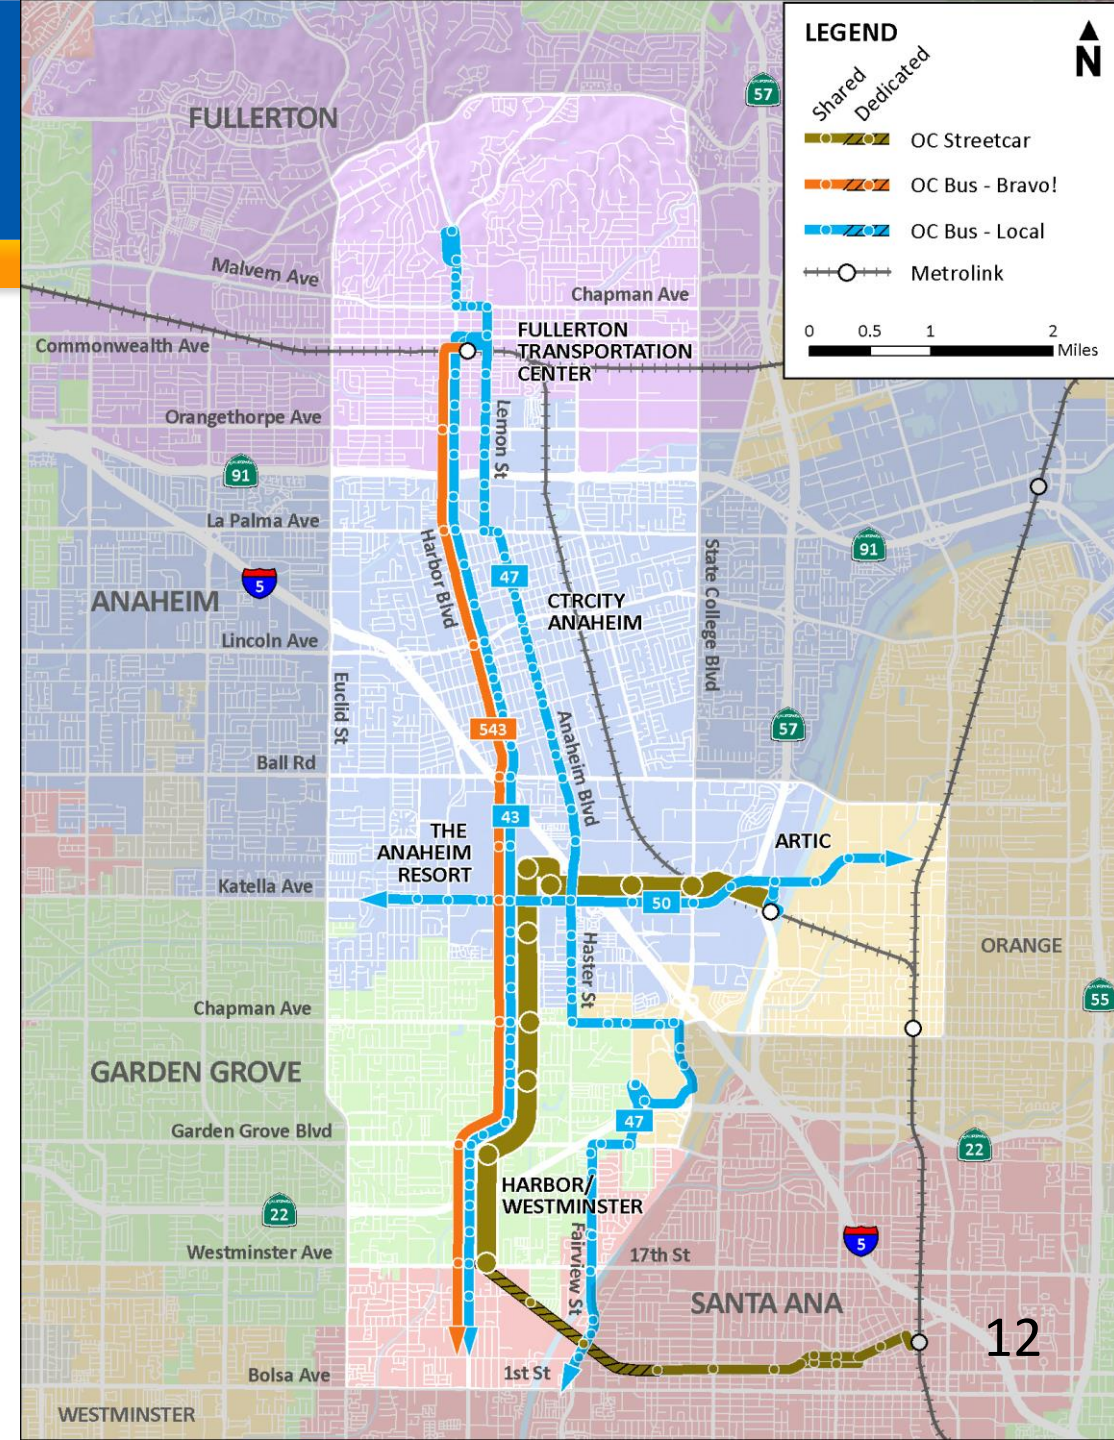 LEGEND
N
Shared
Dedicated
OC Streetcar
OC Bus - Bravo!
OC Bus - Local
Metrolink
0 0.5 1 2
Miles
57
FULLERTON
Malvern Ave
Chapman Ave
FULLERTON
TRANSPORTATION
CENTER
Commonwealth Ave
Orangethorpe Ave
Lemon St
91
La Palma Ave
Harbor Blvd
State College Blvd
91
5
47
ANAHEIM
CTRCITY
ANAHEIM
Lincoln Ave
Euclid St
543
Anaheim Blvd
57
Ball Rd
43
THE
ANAHEIM
RESORT
ARTIC
Katella Ave
50
Haster St
ORANGE
55
Chapman Ave
GARDEN GROVE
47
Garden Grove Blvd
22
HARBOR/
WESTMINSTER
22
Fairview St
5
Westminster Ave
17th St
SANTA ANA
12
Bolsa Ave
1st St
WESTMINSTER